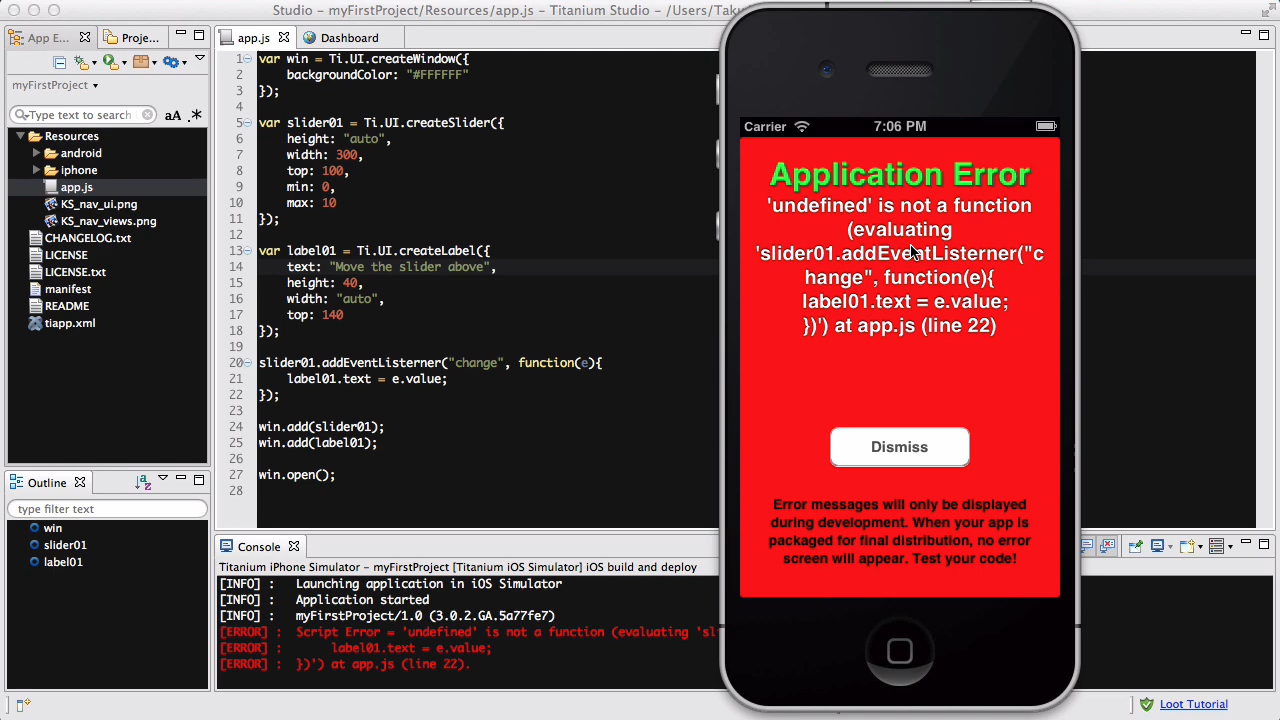 Studio - myFirstProject/Resources/app.js - Titanium Studio - /Users/Taku
App E...
Proje...
myFirstProject
Type text to search
aA .*
Resources
android
iphone
app.js
KS_nav_ui.png
KS_nav_views.png
CHANGELOG.txt
LICENSE
LICENSE.txt
manifest
README
tiapp.xml
Outline
type filter text
win
slider01
label01
app.js
Dashboard
1 var win = Ti.UI.createWindow({
2 backgroundColor: "#FFFFFF"
3 });
4
5 var slider01 = Ti.UI.createSlider({
6 height: "auto",
7 width: 300,
8 top: 100,
9 min: 0,
10 max: 10
11 });
12
13 var label01 = Ti.UI.createLabel({
14 text: "Move the slider above",
15 height: 40,
16 width: "auto",
17 top: 140
18 });
19
20 slider01.addEventListerner("change", function(e){
21 label01.text = e.value;
22 });
23
24 win.add(slider01);
25 win.add(label01);
26
27 win.open();
28
Console
Titanium iPhone Simulator - myFirstProject [Titanium iOS Simulator] iOS build and deploy
[INFO] : Launching application in iOS Simulator
[INFO] : Application started
[INFO] : myFirstProject/1.0 (3.0.2.GA.5a77fe7)
[ERROR] : Script Error = 'undefined' is not a function (evaluating 'sl
[ERROR] : label01.text = e.value;
[ERROR] : })') at app.js (line 22).
Carrier 7:06 PM
Application Error
'undefined' is not a function
(evaluating
'slider01.addEventListerner("c
hange", function(e){
label01.text = e.value;
})') at app.js (line 22)
Dismiss
Error messages will only be displayed
during development. When your app is
packaged for final distribution, no error
screen will appear. Test your code!
Loot Tutorial